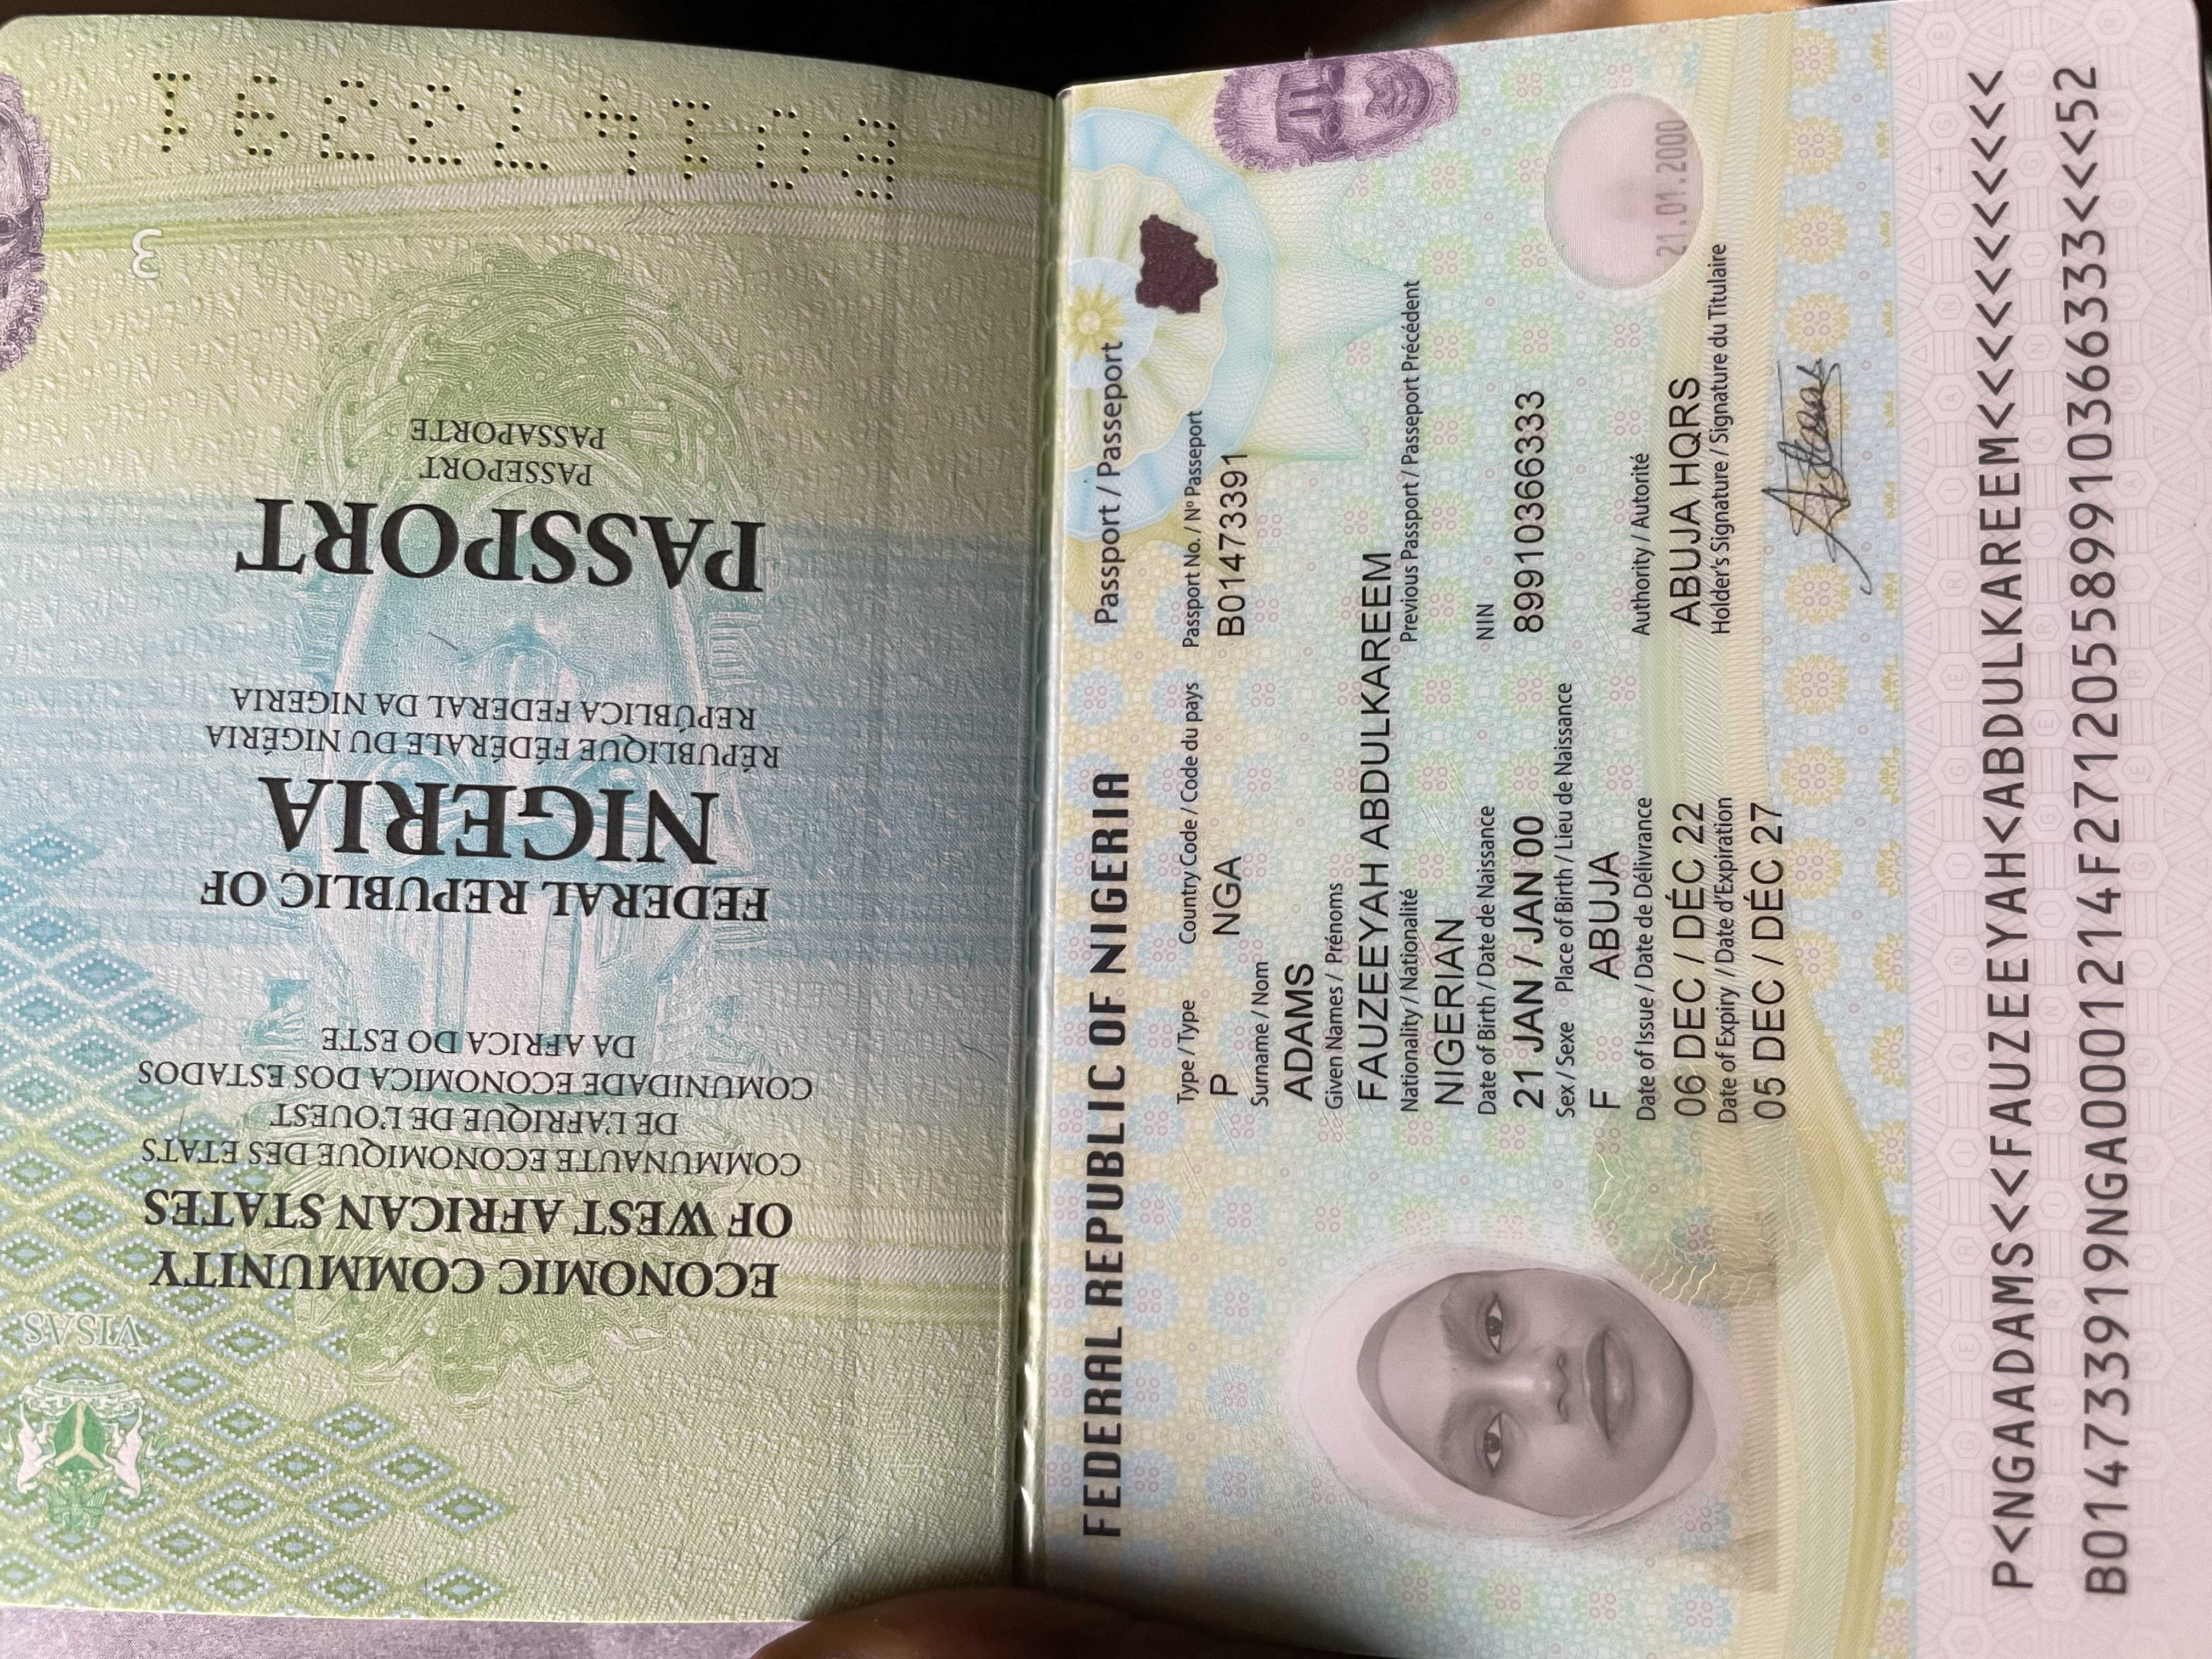 VISAS
ECONOMIC COMMUNITY
OF WEST AFRICAN STATES
COMMUNAUTE ECONOMIQUE DES ETATS
DE L'AFRIQUE DE L'OUEST
COMUNIDADE ECONOMICA DOS ESTADOS
DA AFRICA DO ESTE
FEDERAL REPUBLIC OF
NIGERIA
RÉPUBLIQUE FÉDÉRALE DU NIGÉRIA
REPÚBLICA FEDERAL DA NIGERIA
PASSPORT
PASSEPORT
PASSAPORTE
3
B01473391
FEDERAL REPUBLIC OF NIGERIA Passport / Passeport
Type / Type Country Code / Code du pays Passport No. / Nº Passeport
P NGA B01473391
Surname / Nom
ADAMS
Given Names / Prénoms
FAUZEEYAH ABDULKAREEM
Nationality / Nationalité Previous Passport / Passeport Précédent
NIGERIAN
Date of Birth / Date de Naissance NIN
21 JAN / JAN 00 89910366333
Sex / Sexe Place of Birth / Lieu de Naissance
F ABUJA
Date of Issue / Date de Délivrance Authority / Autorité
06 DEC / DÉC 22 ABUJA HQRS
21.01.2000
Date of Expiry / Date d'Expiration Holder's Signature / Signature du Titulaire
05 DEC / DÉC 27
P<NGAADAMS<<FAUZEEYAH<ABDULKAREEM<<<<<<<<<<<
B014733919NGA0001214F271205589910366333<<<52